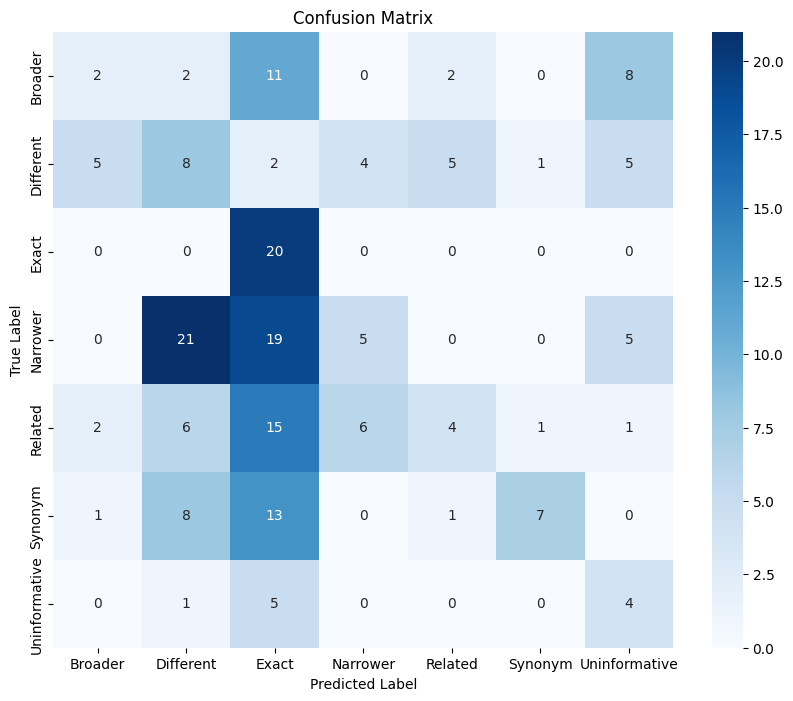 Confusion Matrix
True Label
Broader 2 2 11 0 2 0 8
Different 5 8 2 4 5 1 5
Exact 0 0 20 0 0 0 0
Narrower 0 21 19 5 0 0 5
Related 2 6 15 6 4 1 1
Synonym 1 8 13 0 1 7 0
Uninformative 0 1 5 0 0 0 4
Broader Different Exact Narrower Related Synonym Uninformative
Predicted Label
20.0
17.5
15.0
12.5
10.0
7.5
5.0
2.5
0.0